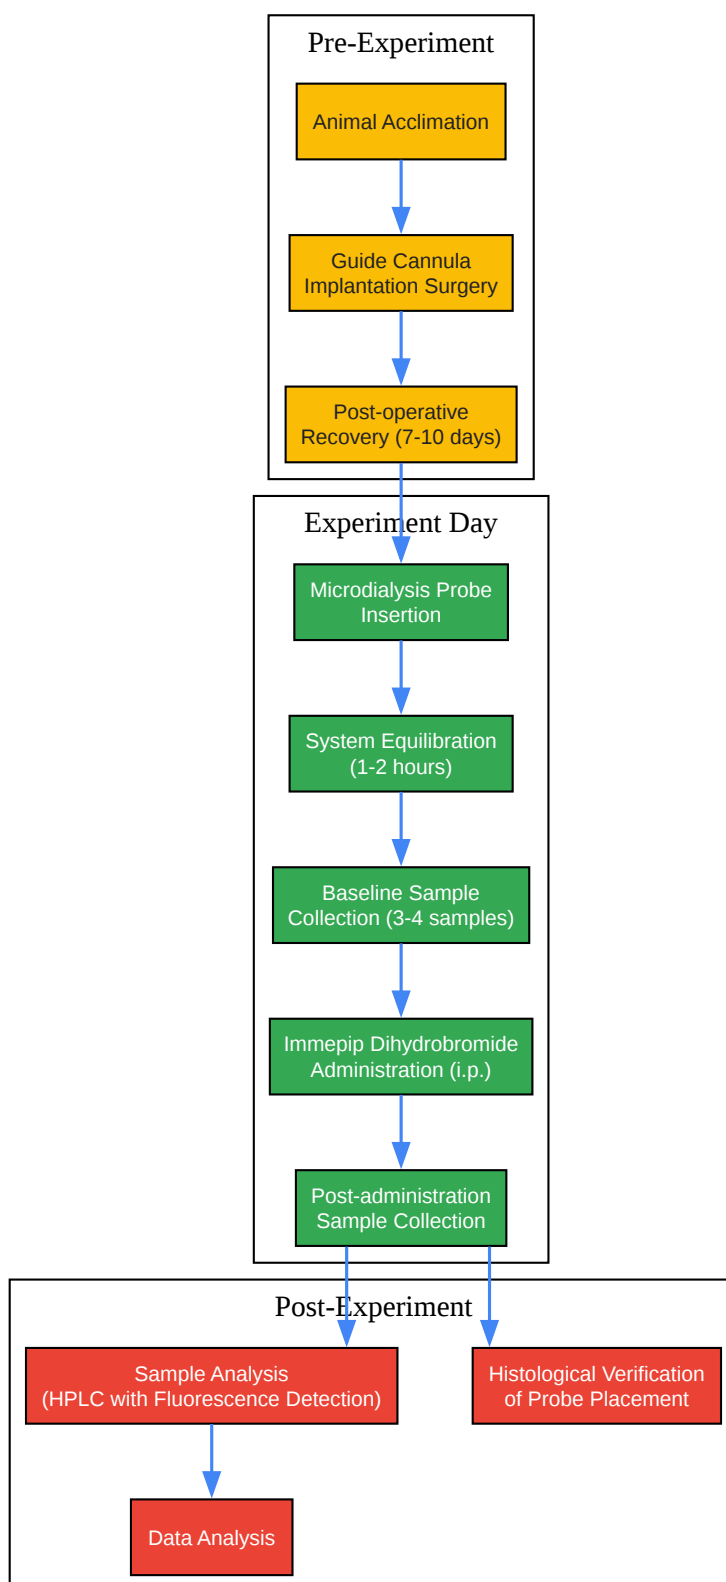 Pre-Experiment
Animal Acclimation
Guide Cannula
Implantation Surgery
Post-operative
Recovery (7-10 days)
Experiment Day
Microdialysis Probe
Insertion
System Equilibration
(1-2 hours)
Baseline Sample
Collection (3-4 samples)
Immepip Dihydrobromide
Administration (i.p.)
Post-administration
Sample Collection
Post-Experiment
Sample Analysis
(HPLC with Fluorescence Detection)
Histological Verification
of Probe Placement
Data Analysis